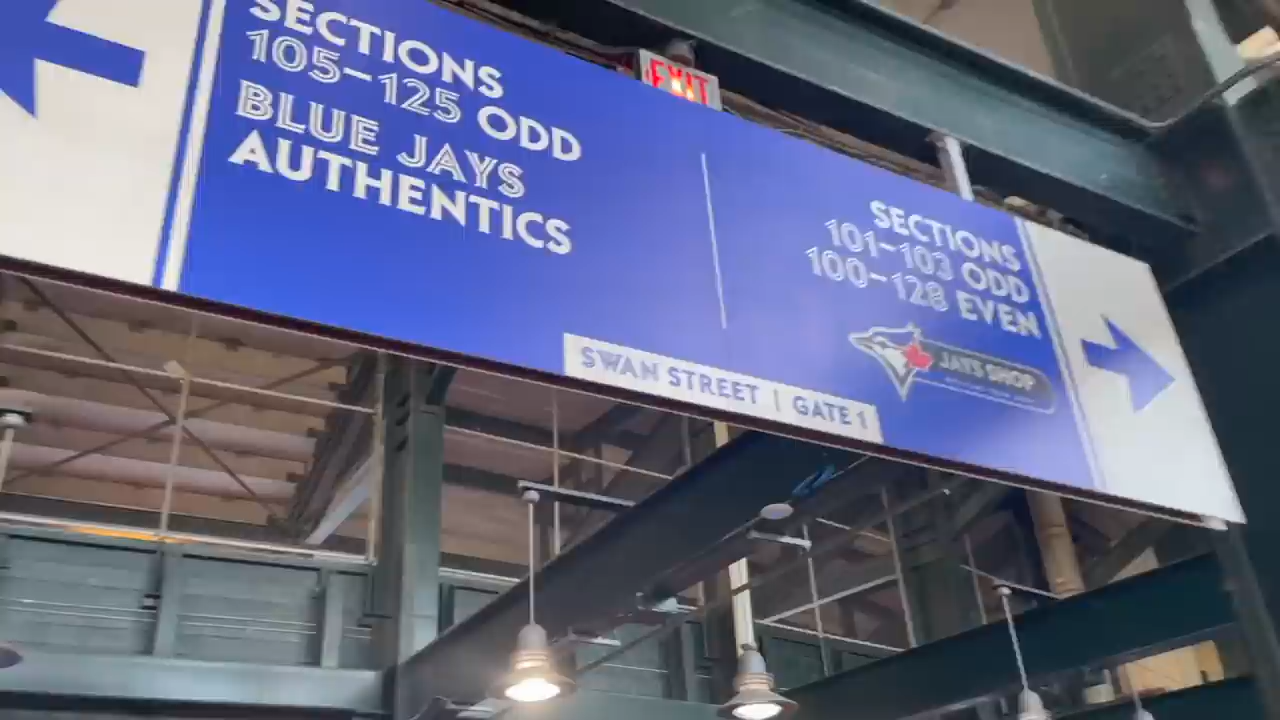 SECTIONS
105–125 ODD
BLUE JAYS
AUTHENTICS
EXIT
SECTIONS
101–103 ODD
100–128 EVEN
JAYS SHOP
SWAN STREET | GATE 1